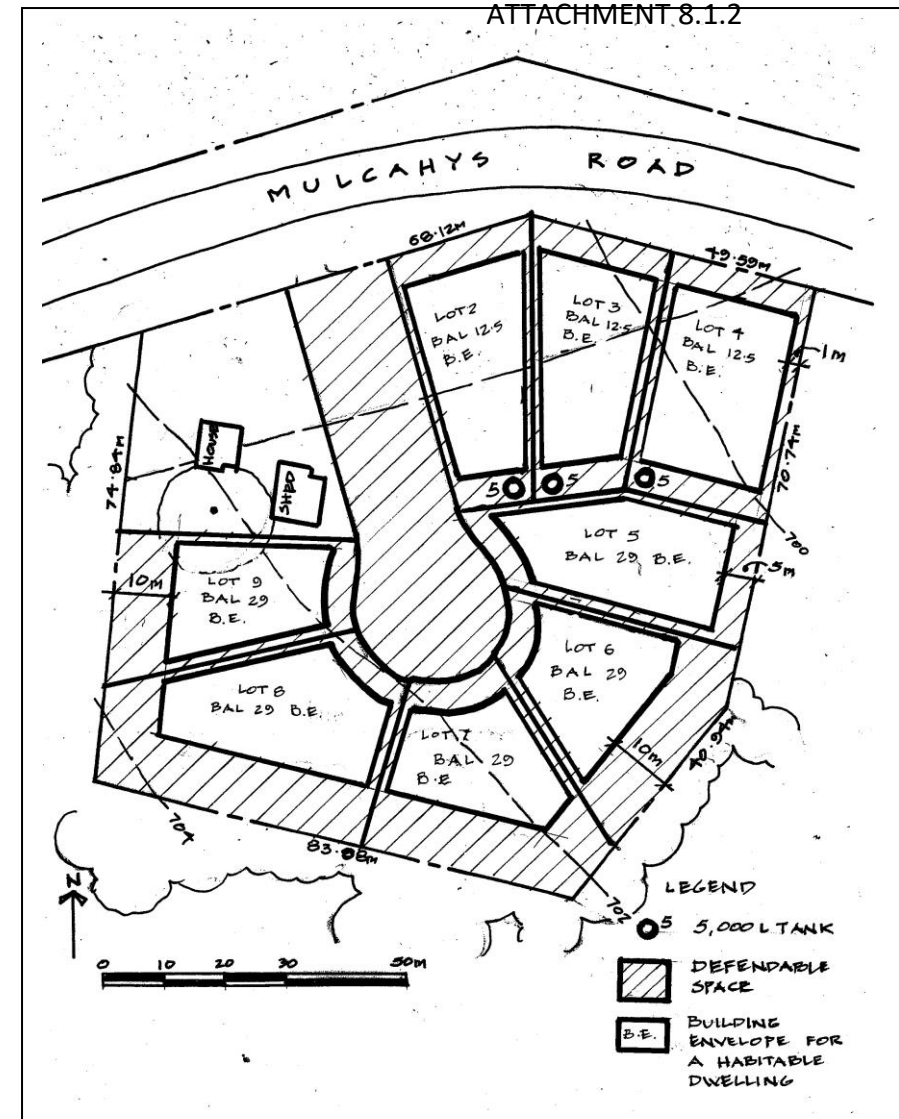 ATTACHMENT 8.1.2
MULCAHYS ROAD
68.12m
49.59m
LOT 2
BAL 12.5
B.E.
LOT 3
BAL 12.5
B.E.
LOT 4
BAL 12.5
B.E.
1m
HOUSE
SHED
74.84m
70.74m
5
5
5
700
LOT 5
BAL 29 B.E.
5m
10m
LOT 9
BAL 29
B.E.
LOT 6
BAL 29
B.E.
LOT 8
BAL 29 B.E.
LOT 7
BAL 29
B.E
10m
704
83.08m
702
N
0 10 20 30 50m
LEGEND
5 5,000 L TANK
DEFENDABLE
SPACE
B.E. BUILDING
ENVELOPE FOR
A HABITABLE
DWELLING